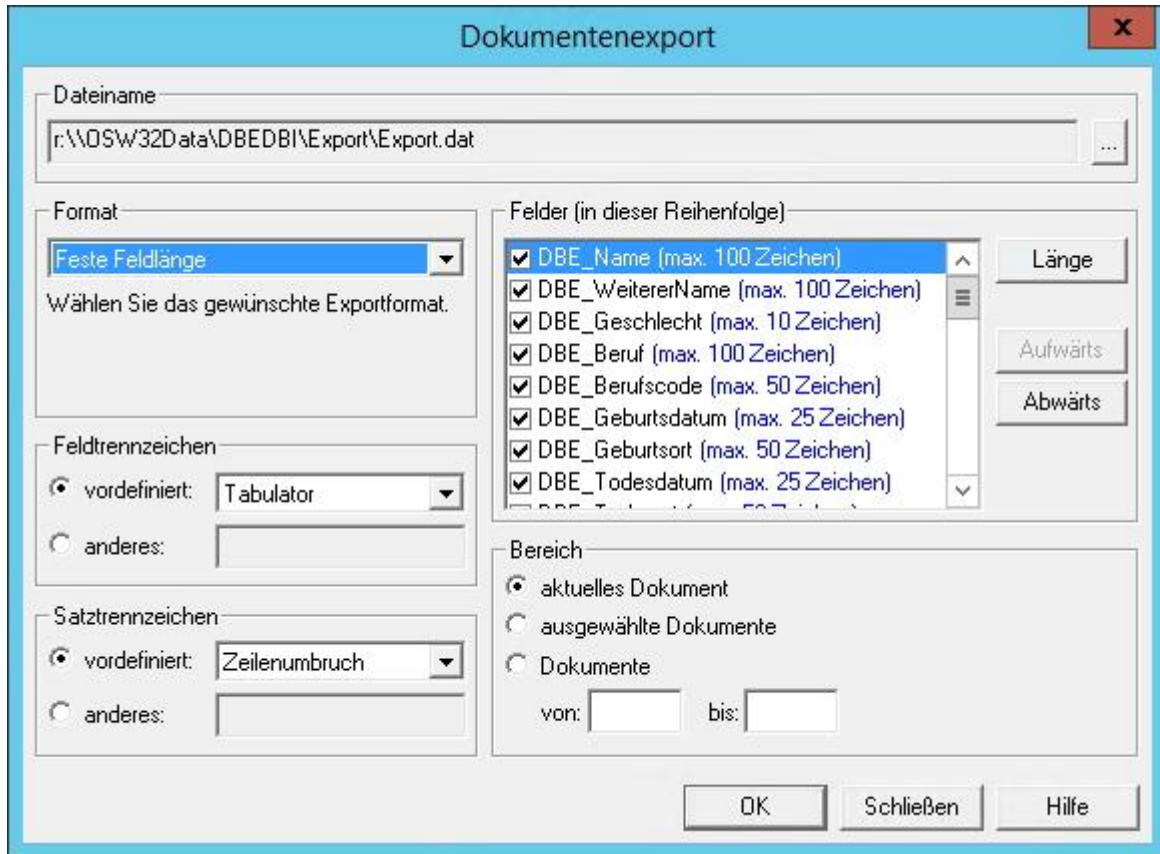 Dokumentenexport
x
Dateiname
r:\\OSW32Data\DBEDBI\Export\Export.dat
...
Format
Feste Feldlänge
Wählen Sie das gewünschte Exportformat.
Felder (in dieser Reihenfolge)
DBE_Name (max. 100 Zeichen)
DBE_WeitererName (max. 100 Zeichen)
DBE_Geschlecht (max. 10 Zeichen)
DBE_Beruf (max. 100 Zeichen)
DBE_Berufscode (max. 50 Zeichen)
DBE_Geburtsdatum (max. 25 Zeichen)
DBE_Geburtsort (max. 50 Zeichen)
DBE_Todesdatum (max. 25 Zeichen)
Länge
Aufwärts
Abwärts
Feldtrennzeichen
vordefiniert: Tabulator
anderes:
Satztrennzeichen
vordefiniert: Zeilenumbruch
anderes:
Bereich
aktuelles Dokument
ausgewählte Dokumente
Dokumente
von: bis:
OK Schließen Hilfe